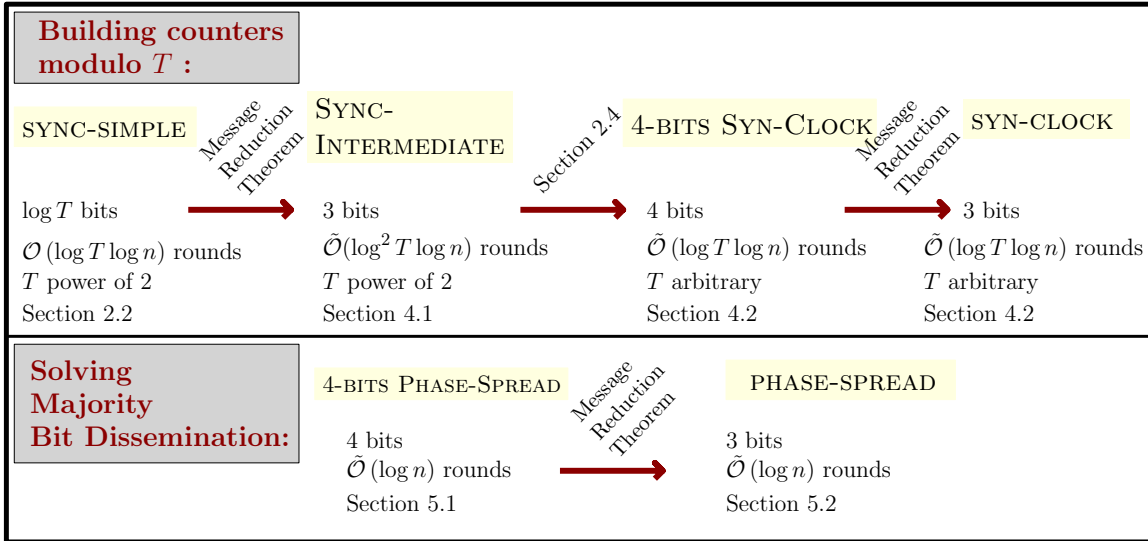 Building counters
modulo T :
SYNC-SIMPLE
Message
Reduction
Theorem
SYNC-
INTERMEDIATE
Section 2.4
4-BITS SYN-CLOCK
Message
Reduction
Theorem
SYN-CLOCK
log T bits
O (log T log n) rounds
T power of 2
Section 2.2
3 bits
Õ(log² T log n) rounds
T power of 2
Section 4.1
4 bits
Õ (log T log n) rounds
T arbitrary
Section 4.2
3 bits
Õ (log T log n) rounds
T arbitrary
Section 4.2
Solving
Majority
Bit Dissemination:
4-BITS PHASE-SPREAD
Message
Reduction
Theorem
PHASE-SPREAD
4 bits
Õ (log n) rounds
Section 5.1
3 bits
Õ (log n) rounds
Section 5.2